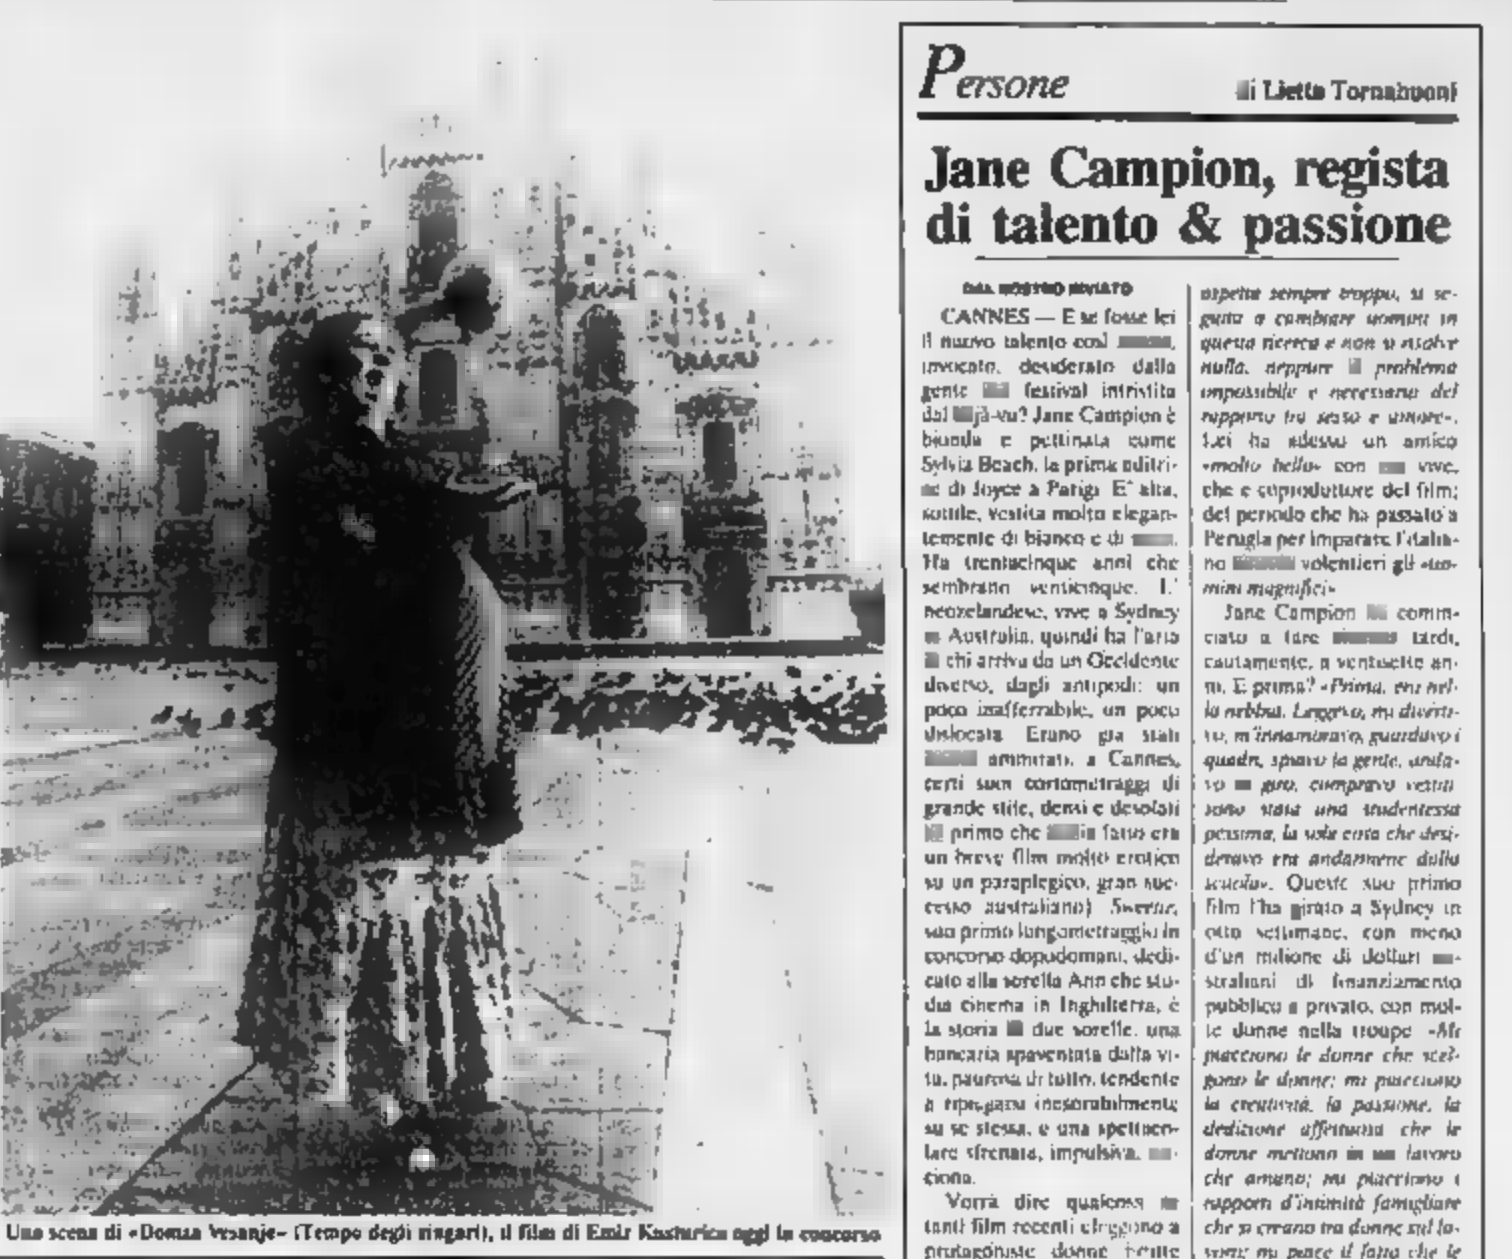 Persone
di Lietta Tornabuoni
Jane Campion, regista
di talento & passione
DAL NOSTRO INVIATO
CANNES — E se fosse lei
il nuovo talento così
invocato, desiderato dalla
gente festival intristita
dal jà-vu? Jane Campion è
bionda e pettinata come
Sylvia Beach, la prima editri-
di Joyce a Parigi. E' alta,
sottile, vestita molto elegan-
temente di bianco e di
Ha trentacinque anni che
sembrano venticinque. E'
neozelandese, vive a Sydney
Australia, quindi ha l'aria
chi arriva da un Occidente
diverso, dagli antipodi: un
poco inafferrabile, un poco
dislocata. Erano già stati
ammirati, a Cannes,
certi suoi cortometraggi di
grande stile, densi e desolati
primo che fatto era
un breve film molto erotico
su un paraplegico, gran suc-
cesso australiano) Sweetie,
suo primo lungometraggio in
concorso dopodomani, dedi-
cato alla sorella Ann che stu-
dia cinema in Inghilterra, è
la storia due sorelle, una
bancaria spaventata dalla vi-
ta, paurosa di tutto, tendente
a ripiegarsi inesorabilmente
su se stessa, e una spettaco-
lare sfrenata, impulsiva,
ciona.
Vorrà dire qualcosa
tanti film recenti eleggono a
protagoniste donne brutte
aspetta sempre troppo, si se-
guita a cambiare uomini in
questa ricerca e non si risolve
nulla, neppure problema
impossibile e necessario del
rapporto tra sesso e amore».
Lei ha adesso un amico
«molto bello» con vive,
che è coproduttore del film;
del periodo che ha passato a
Perugia per imparare l'italia-
no volentieri gli «uo-
mini magnifici»
Jane Campion comin-
ciato a fare tardi,
cautamente, a ventisette an-
ni. E prima? «Prima, ero nel-
la nebbia. Leggevo, mi diverti-
vo, m'innamoravo, guardavo i
quadri, spiavo la gente, anda-
vo giro, compravo vestiti
sono stata una studentessa
pessima, la sola cosa che desi-
deravo era andarmene dalla
scuola». Questo suo primo
film l'ha girato a Sydney in
otto settimane, con meno
d'un milione di dollari
straliani di finanziamento
pubblico e privato, con mol-
te donne nella troupe «Mi
piacciono le donne che scel-
gono le donne; mi piacciono
la creatività, la passione, la
dedizione affettuosa che le
donne mettono in un lavoro
che amano; mi piacciono i
rapporti d'intimità famigliare
che si creano tra donne sul la-
voro; mi piace il fatto che le
Una scena di «Domza Vesanje» (Tempo degli zingari), il film di Emir Kusturica oggi in concorso